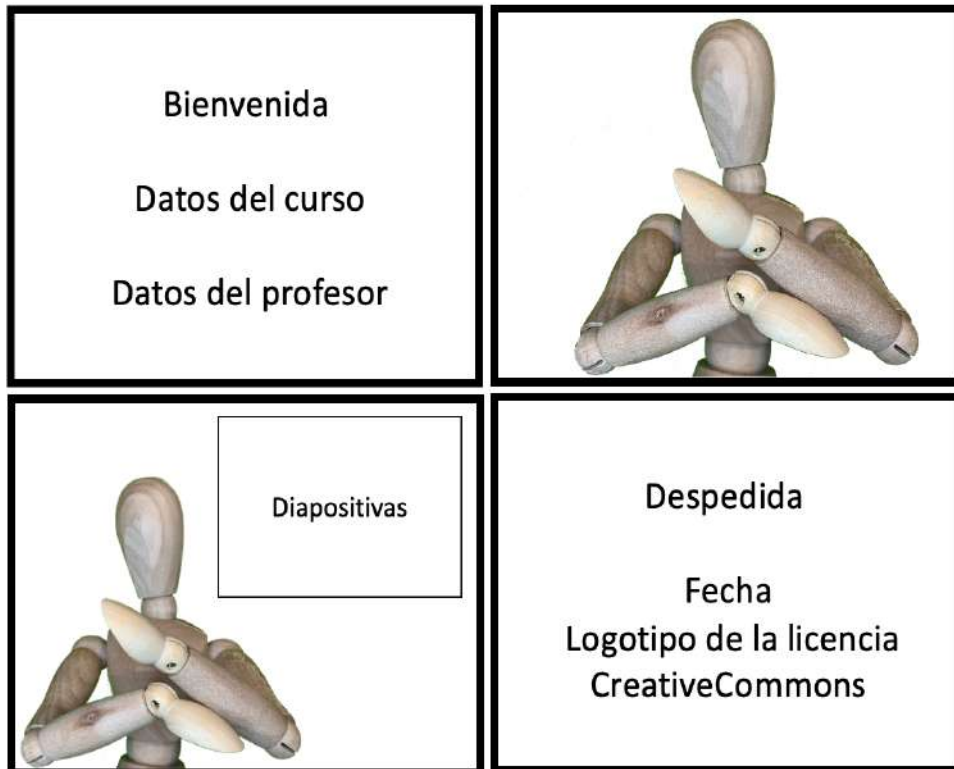 Bienvenida
Datos del curso
Datos del profesor
Diapositivas
Despedida
Fecha
Logotipo de la licencia
CreativeCommons